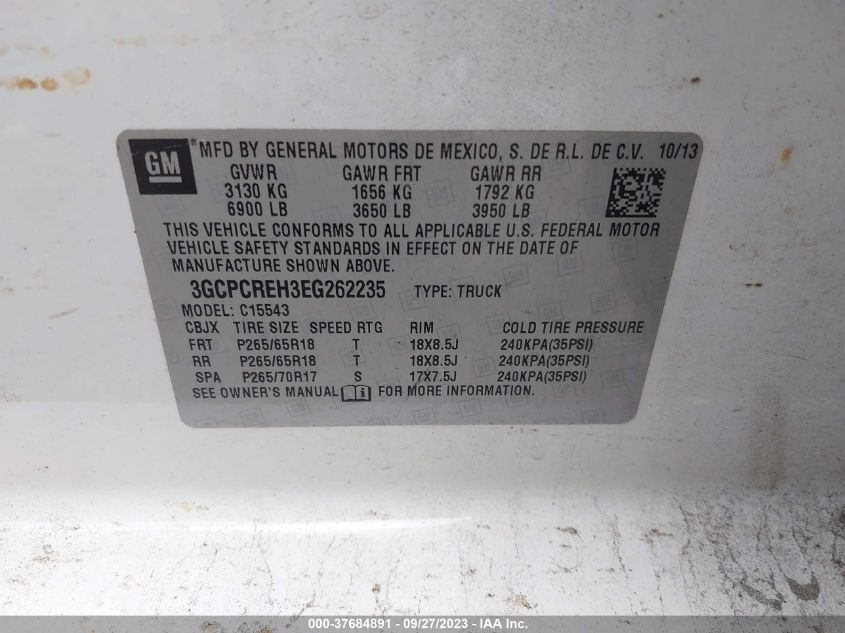 GM MFD BY GENERAL MOTORS DE MEXICO, S. DE R.L. DE C.V. 10/13
GVWR GAWR FRT GAWR RR
3130 KG 1656 KG 1792 KG
6900 LB 3650 LB 3950 LB
THIS VEHICLE CONFORMS TO ALL APPLICABLE U.S. FEDERAL MOTOR
VEHICLE SAFETY STANDARDS IN EFFECT ON THE DATE OF
MANUFACTURE SHOWN ABOVE.
3GCPCREH3EG262235 TYPE: TRUCK
MODEL: C15543
CBJX TIRE SIZE SPEED RTG RIM COLD TIRE PRESSURE
FRT P265/65R18 T 18X8.5J 240KPA(35PSI)
RR P265/65R18 T 18X8.5J 240KPA(35PSI)
SPA P265/70R17 S 17X7.5J 240KPA(35PSI)
SEE OWNER'S MANUAL FOR MORE INFORMATION.
000-37684891 - 09/27/2023 - IAA, Inc.